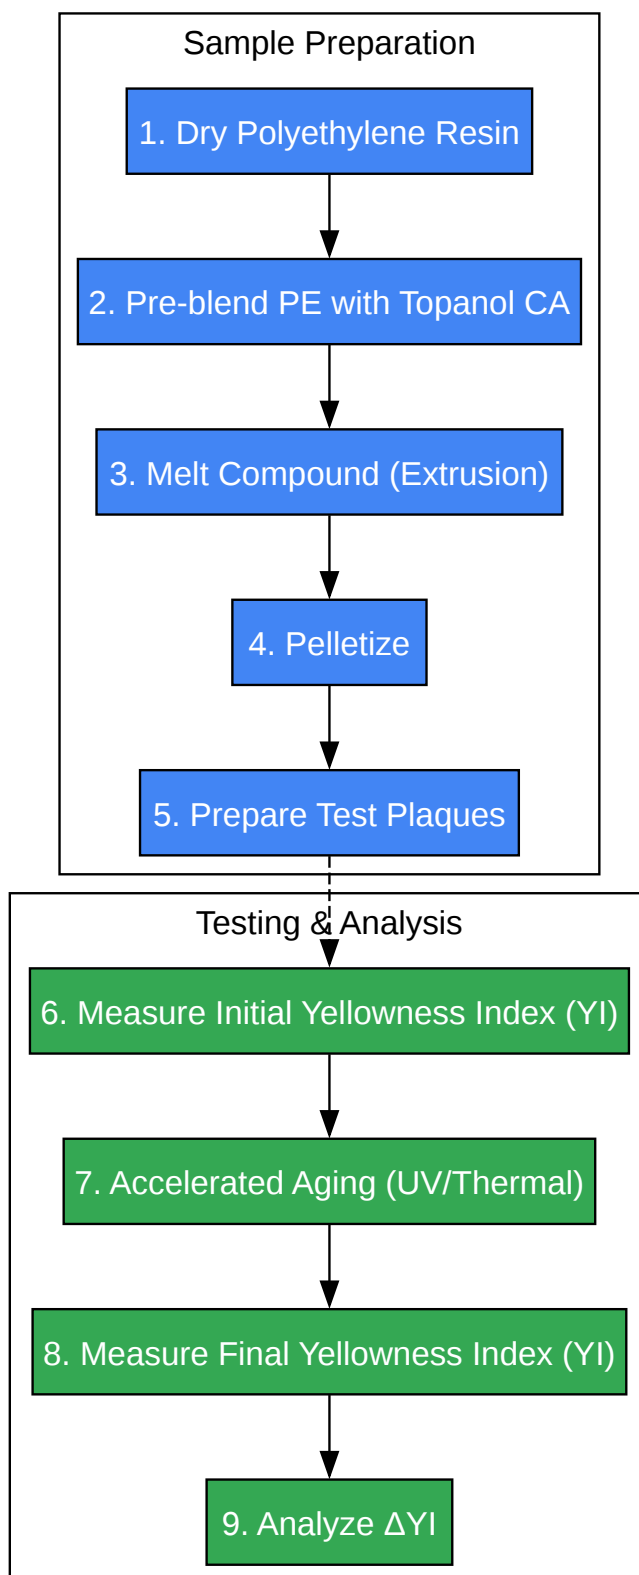 Sample Preparation
1. Dry Polyethylene Resin
2. Pre-blend PE with Topanol CA
3. Melt Compound (Extrusion)
4. Pelletize
5. Prepare Test Plaques
Testing & Analysis
6. Measure Initial Yellowness Index (YI)
7. Accelerated Aging (UV/Thermal)
8. Measure Final Yellowness Index (YI)
9. Analyze ΔYI